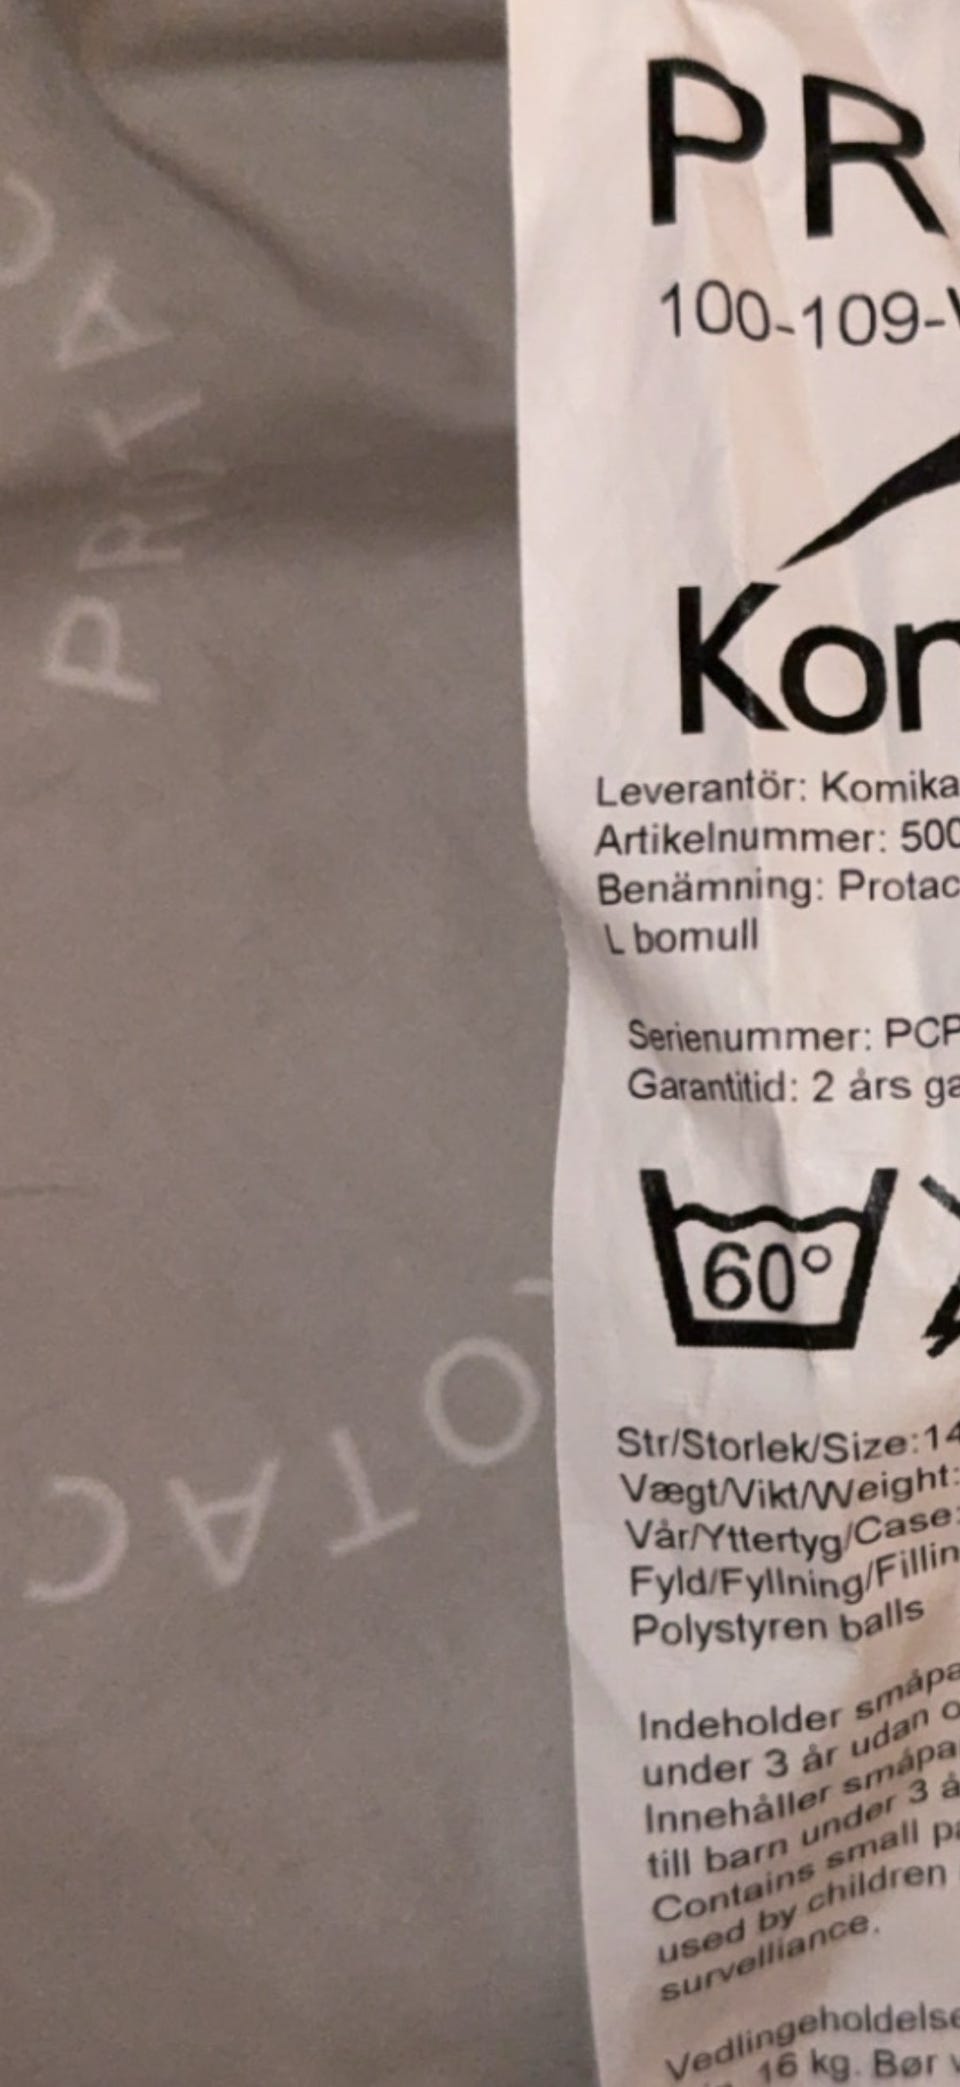 PROTAC
PROTAC
PR
100-109-
Kom
Leverantör: Komika
Artikelnummer: 500
Benämning: Protac
L bomull
Serienummer: PCP
Garantitid: 2 års ga
60°
Str/Storlek/Size:14
Vægt/Vikt/Weight:
Vår/Yttertyg/Case:
Fyld/Fyllning/Fillin
Polystyren balls
Indeholder småpa
under 3 år udan o
Innehåller småpa
till barn under 3 å
Contains small pa
used by children
survelliance.
Vedlingeholdelse
16 kg. Bør v